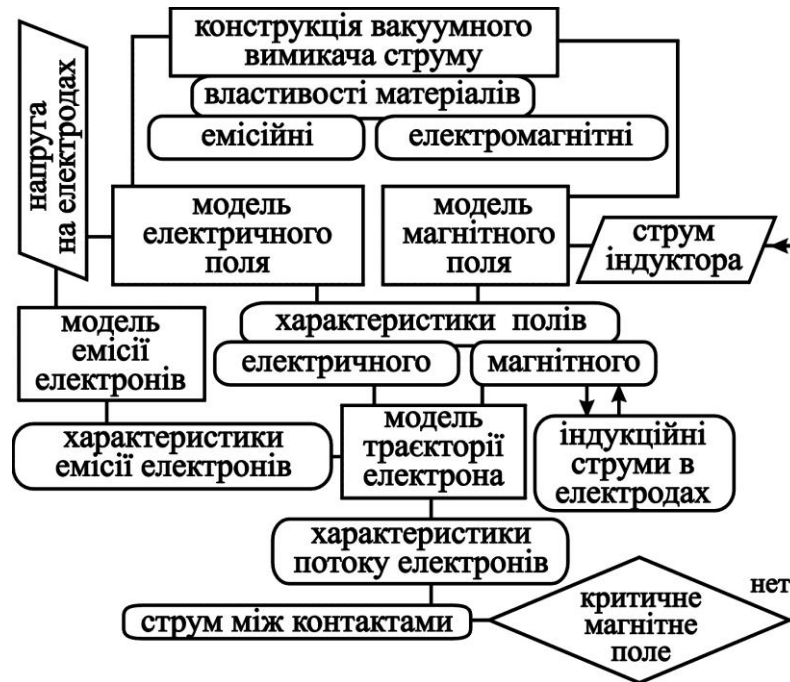 конструкція вакуумного
вимикача струму
властивості матеріалів
емісійні
електромагнітні
напруга
на електродах
модель
електричного
поля
модель
магнітного
поля
струм
індуктора
модель
емісії
електронів
характеристики полів
електричного
магнітного
характеристики
емісії електронів
модель
траєкторії
електрона
індукційні
струми в
електродах
характеристики
потоку електронів
струм між контактами
критичне
магнітне
поле
нет